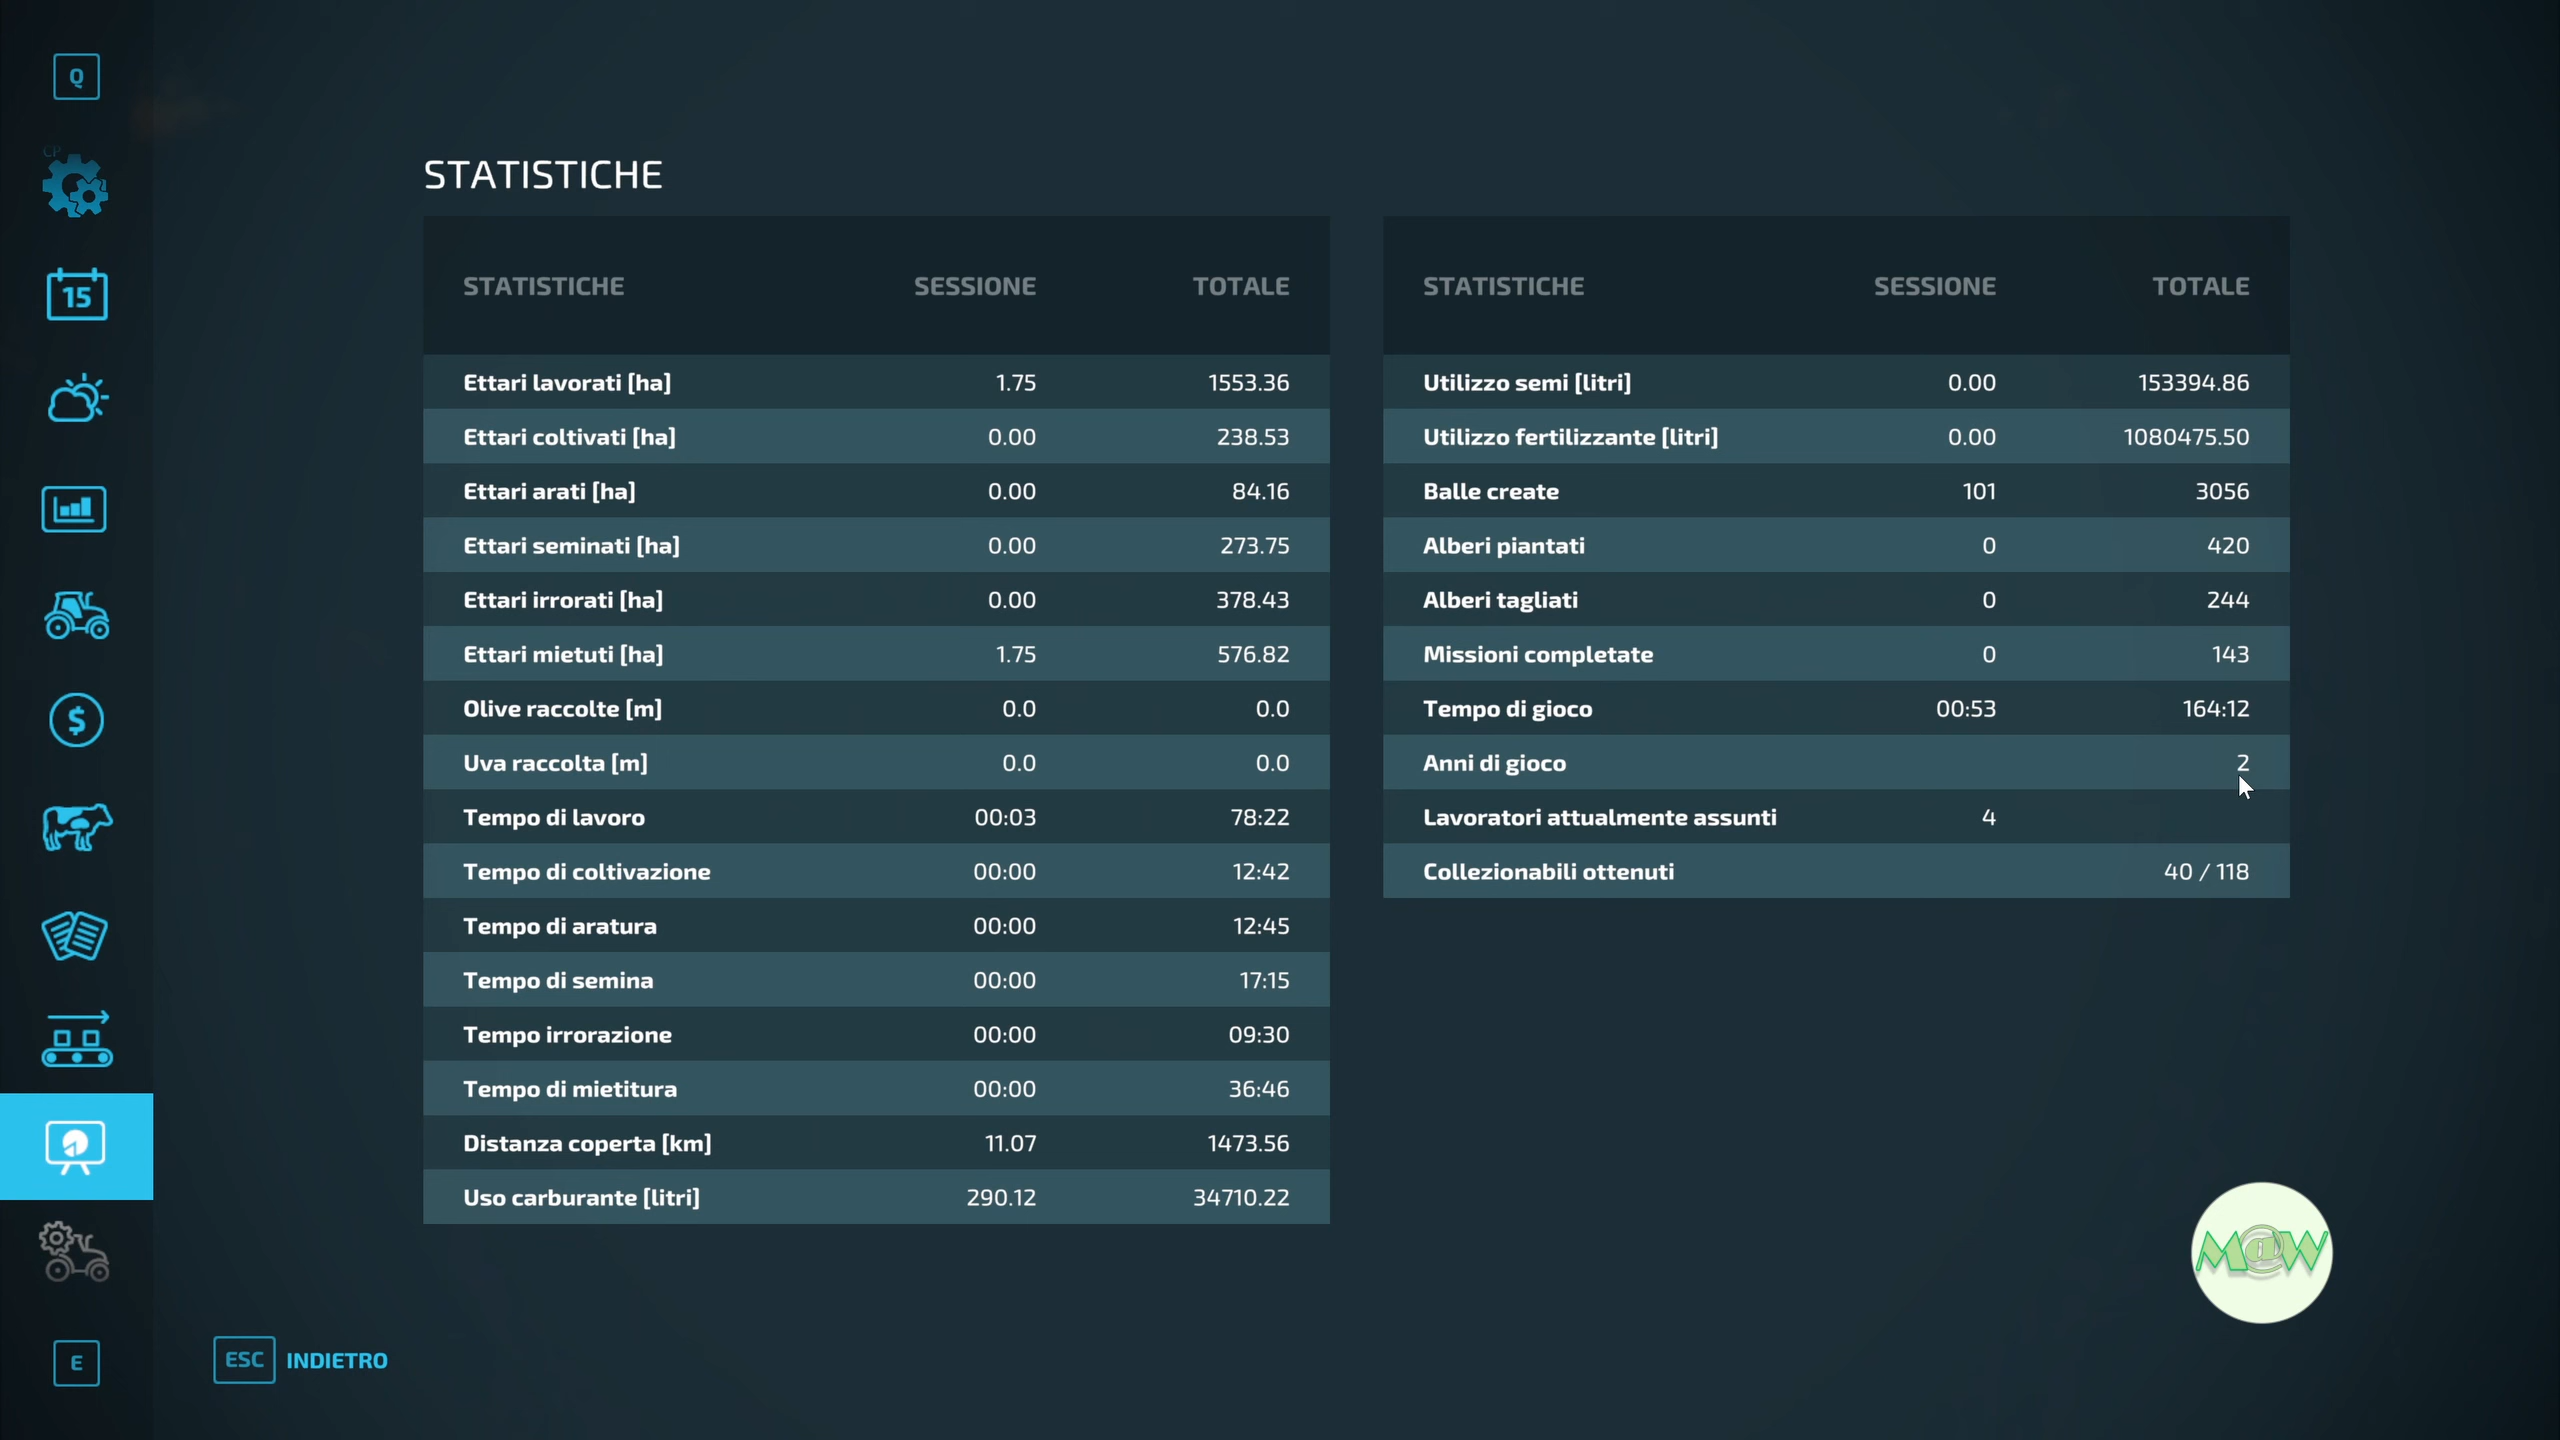 Q
CP
15
STATISTICHE
STATISTICHE SESSIONE TOTALE
Ettari lavorati [ha] 1.75 1553.36
Ettari coltivati [ha] 0.00 238.53
Ettari arati [ha] 0.00 84.16
Ettari seminati [ha] 0.00 273.75
Ettari irrorati [ha] 0.00 378.43
Ettari mietuti [ha] 1.75 576.82
Olive raccolte [m] 0.0 0.0
Uva raccolta [m] 0.0 0.0
Tempo di lavoro 00:03 78:22
Tempo di coltivazione 00:00 12:42
Tempo di aratura 00:00 12:45
Tempo di semina 00:00 17:15
Tempo irrorazione 00:00 09:30
Tempo di mietitura 00:00 36:46
Distanza coperta [km] 11.07 1473.56
Uso carburante [litri] 290.12 34710.22
STATISTICHE SESSIONE TOTALE
Utilizzo semi [litri] 0.00 153394.86
Utilizzo fertilizzante [litri] 0.00 1080475.50
Balle create 101 3056
Alberi piantati 0 420
Alberi tagliati 0 244
Missioni completate 0 143
Tempo di gioco 00:53 164:12
Anni di gioco 2
Lavoratori attualmente assunti 4
Collezionabili ottenuti 40 / 118
M@W
E
ESC INDIETRO